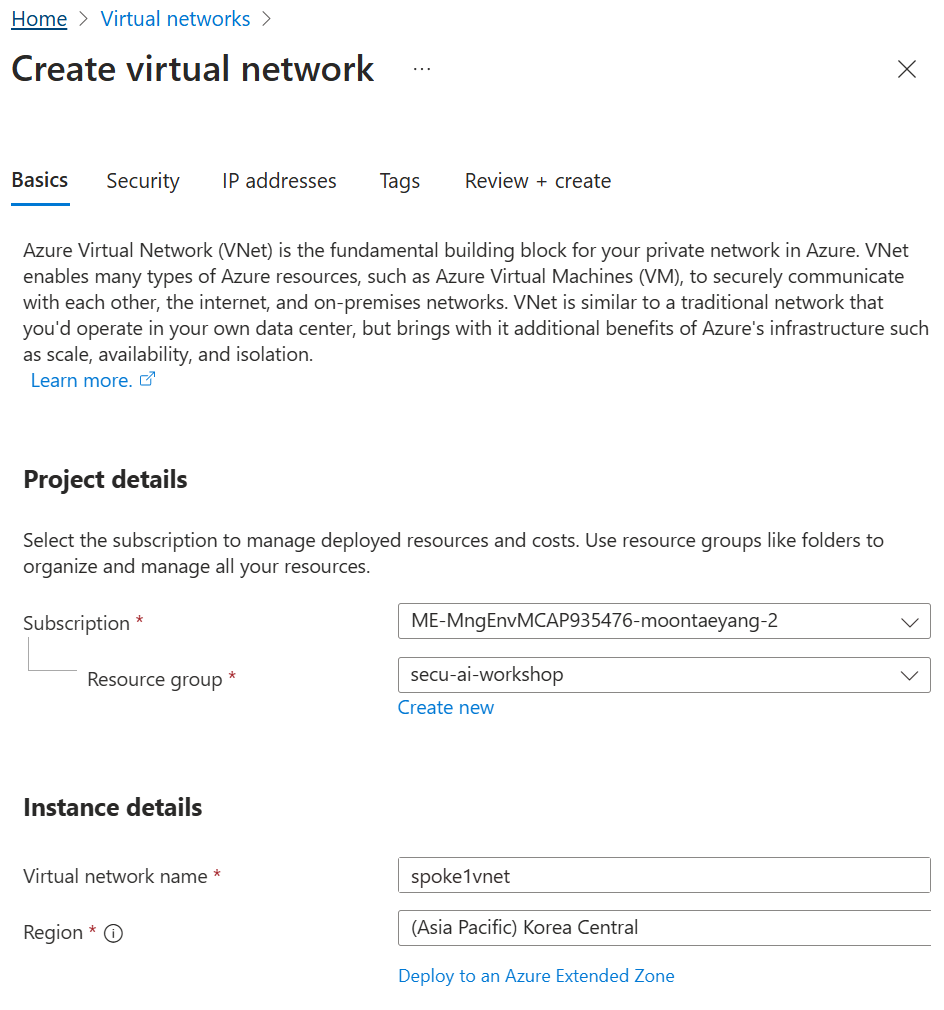 Home > Virtual networks >
Create virtual network ...
Basics Security IP addresses Tags Review + create
Azure Virtual Network (VNet) is the fundamental building block for your private network in Azure. VNet
enables many types of Azure resources, such as Azure Virtual Machines (VM), to securely communicate
with each other, the internet, and on-premises networks. VNet is similar to a traditional network that
you'd operate in your own data center, but brings with it additional benefits of Azure's infrastructure such
as scale, availability, and isolation.
Learn more.
Project details
Select the subscription to manage deployed resources and costs. Use resource groups like folders to
organize and manage all your resources.
Subscription * ME-MngEnvMCAP935476-moontaeyang-2
Resource group * secu-ai-workshop
Create new
Instance details
Virtual network name * spoke1vnet
Region * (Asia Pacific) Korea Central
Deploy to an Azure Extended Zone